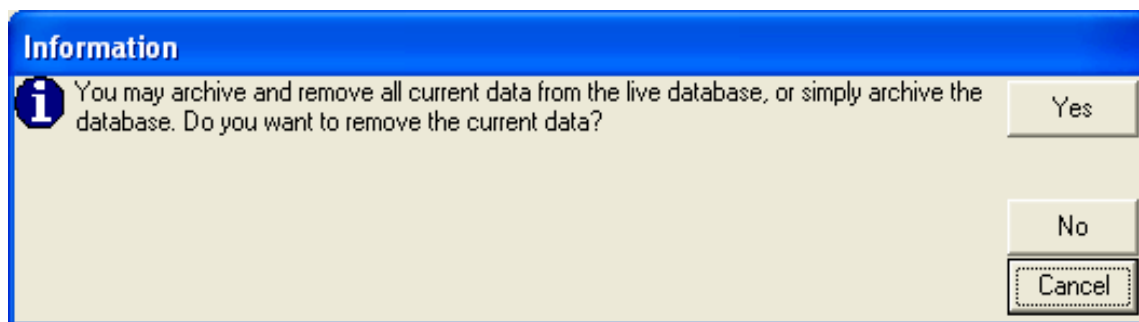 Information
You may archive and remove all current data from the live database, or simply archive the
database. Do you want to remove the current data?
Yes
No
Cancel